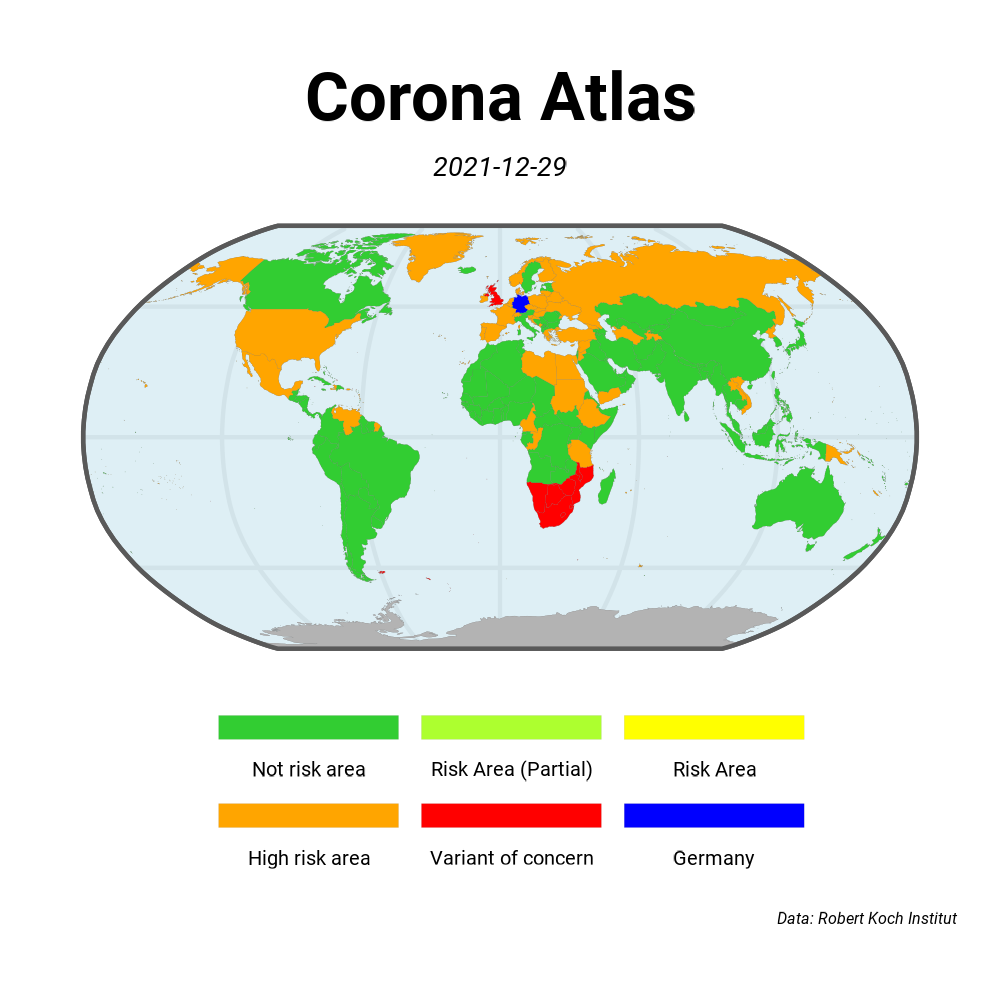 Corona Atlas
2021-12-29
Not risk area
Risk Area (Partial)
Risk Area
High risk area
Variant of concern
Germany
Data: Robert Koch Institut